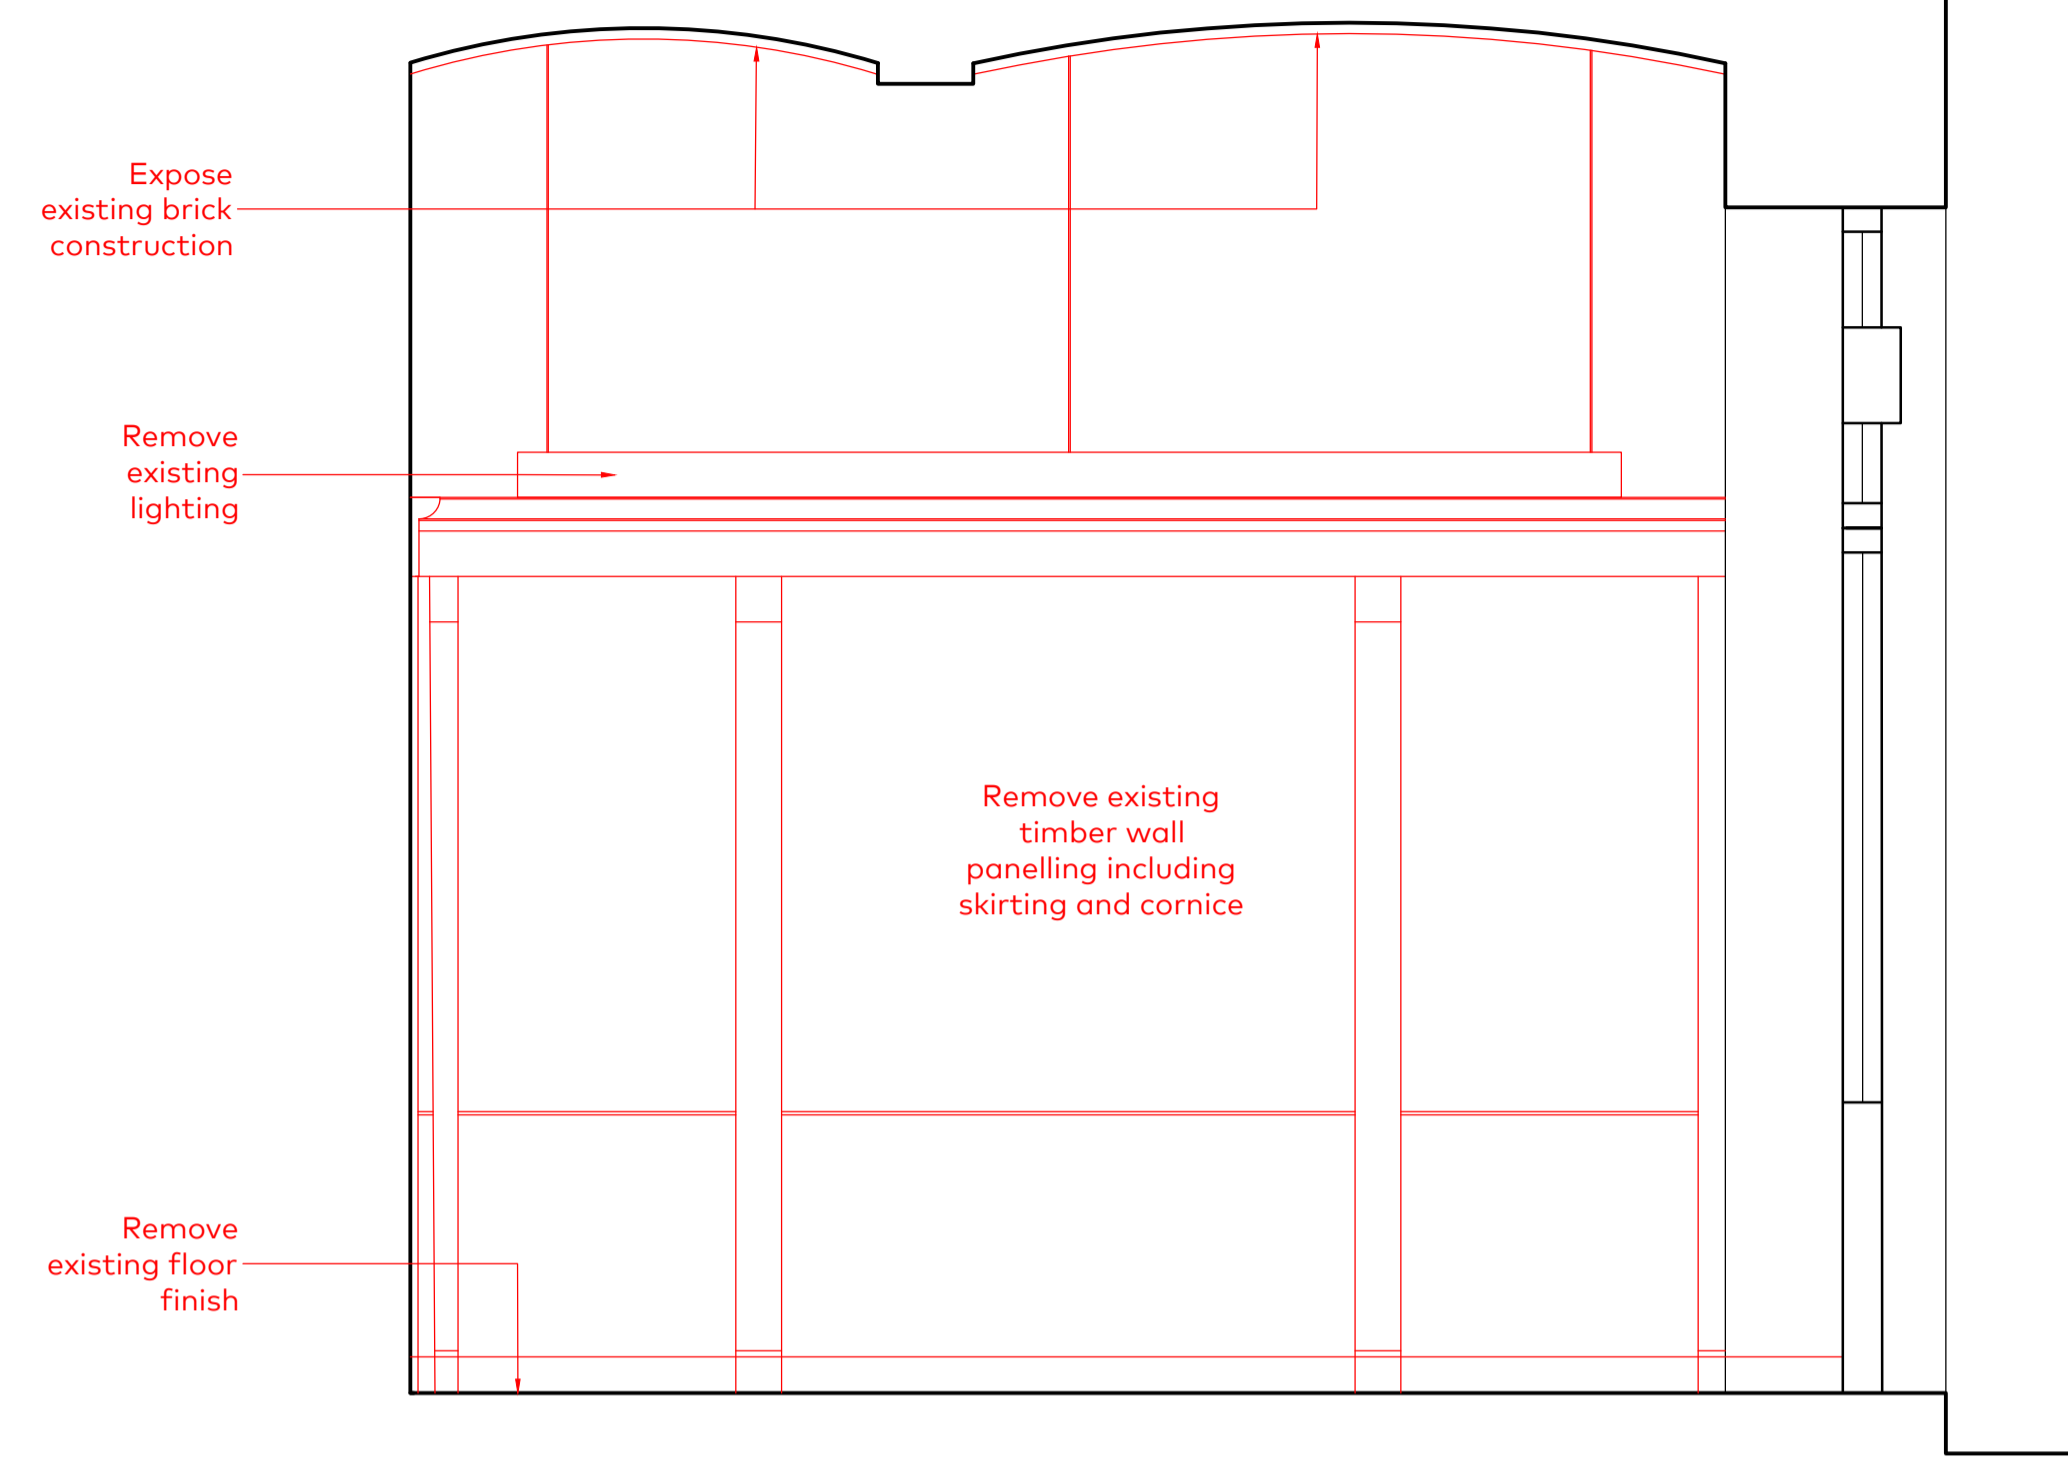 Expose
existing brick
construction
Remove
existing
lighting
Remove existing
timber wall
panelling including
skirting and cornice
Remove
existing floor
finish